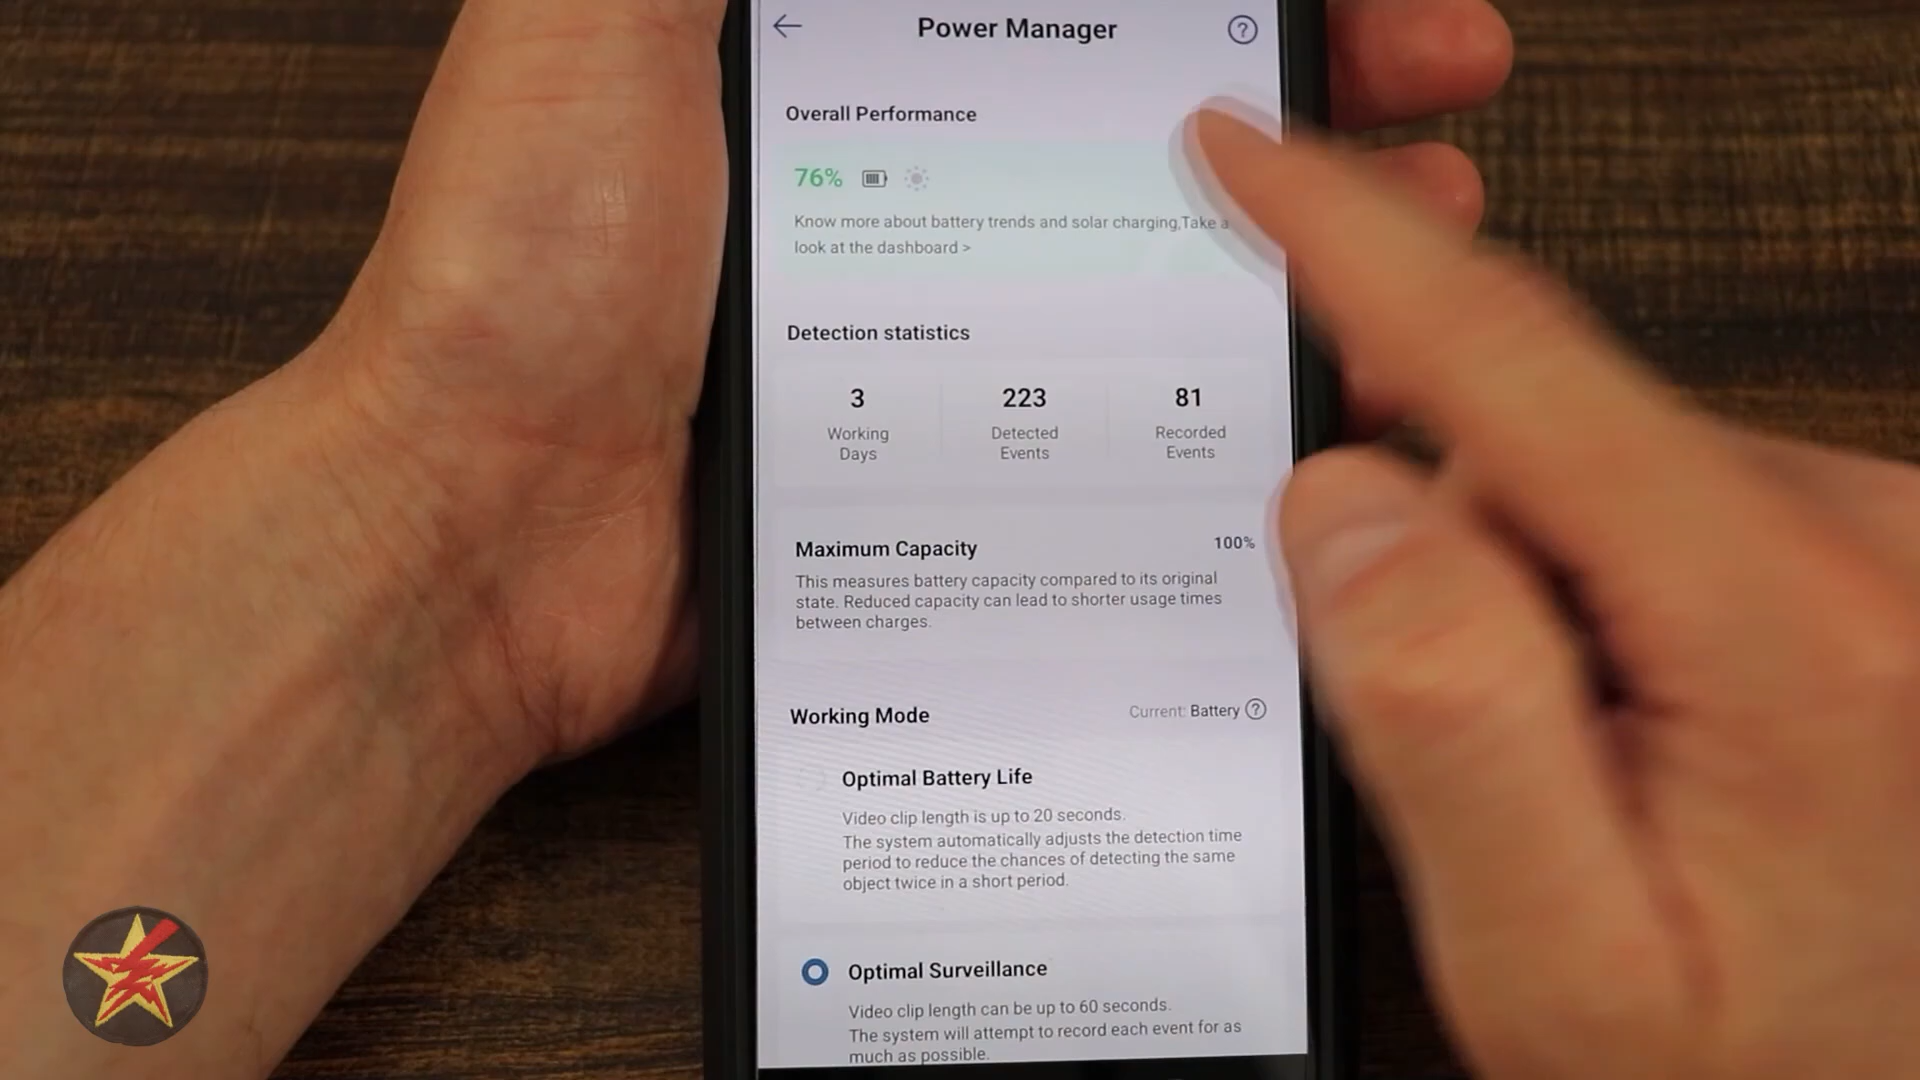 Power Manager
Overall Performance
76%
Know more about battery trends and solar charging,Take a
look at the dashboard >
Detection statistics
3
Working
Days
223
Detected
Events
81
Recorded
Events
Maximum Capacity
100%
This measures battery capacity compared to its original
state. Reduced capacity can lead to shorter usage times
between charges.
Working Mode
Current: Battery
Optimal Battery Life
Video clip length is up to 20 seconds.
The system automatically adjusts the detection time
period to reduce the chances of detecting the same
object twice in a short period.
Optimal Surveillance
Video clip length can be up to 60 seconds.
The system will attempt to record each event for as
much as possible.